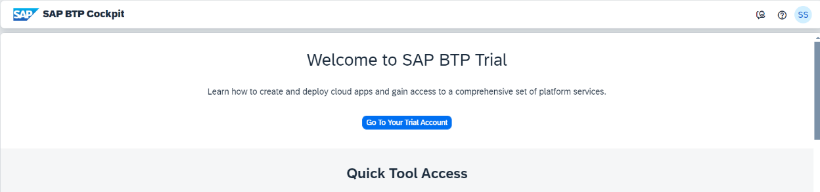 SAP SAP BTP Cockpit SS
Welcome to SAP BTP Trial
Learn how to create and deploy cloud apps and gain access to a comprehensive set of platform services.
Go To Your Trial Account
Quick Tool Access